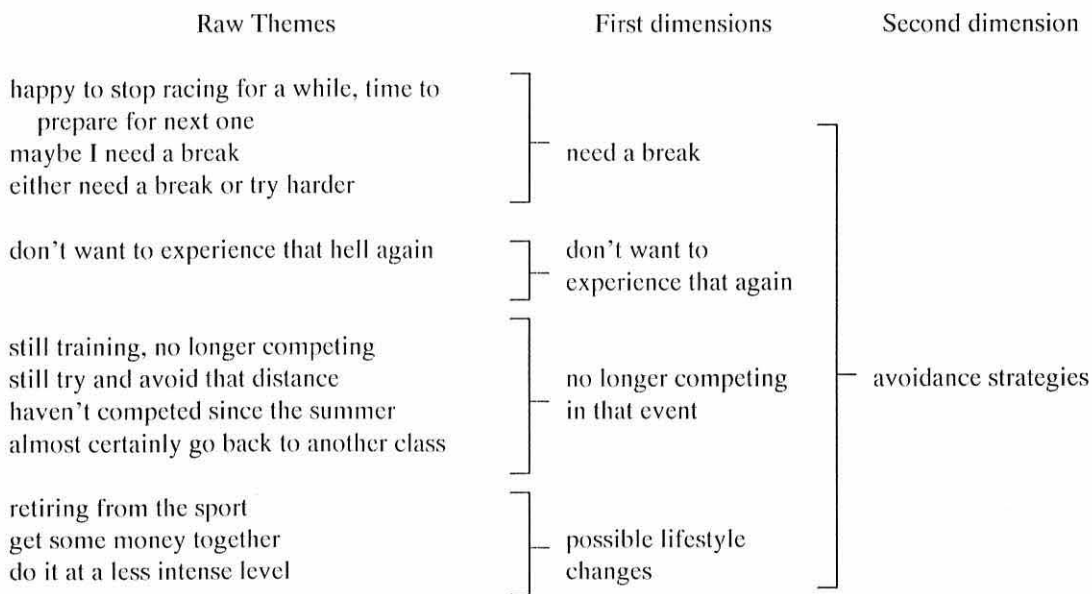 Raw Themes First dimensions Second dimension
happy to stop racing for a while, time to
prepare for next one
maybe I need a break
either need a break or try harder
need a break
don't want to experience that hell again
don't want to
experience that again
still training, no longer competing
still try and avoid that distance
haven't competed since the summer
almost certainly go back to another class
no longer competing
in that event
avoidance strategies
retiring from the sport
get some money together
do it at a less intense level
possible lifestyle
changes